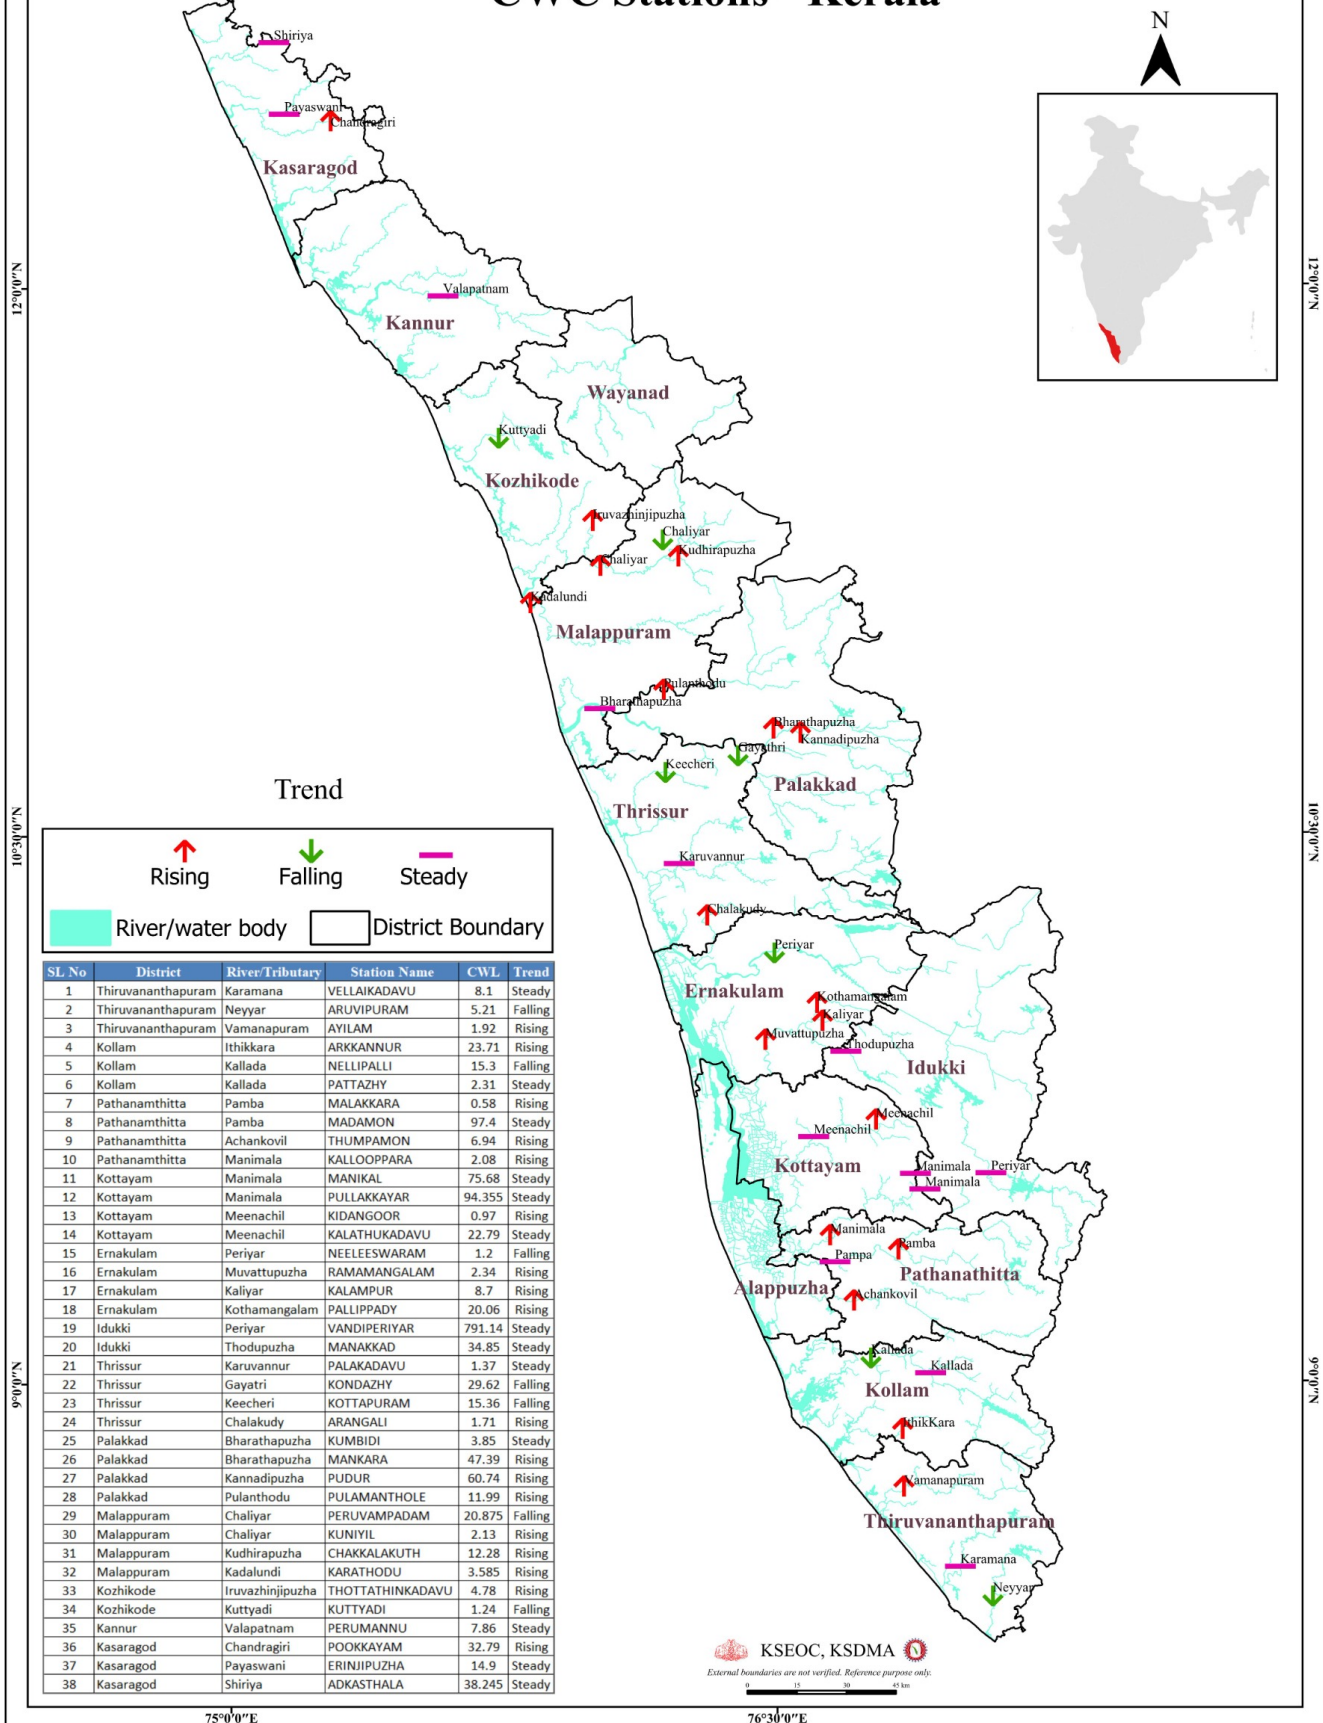 CWC Stations - Kerala
N
Shiriya
Payaswani
Chandragiri
Kasaragod
12°0'0"N
12°0'0"N
Valapatnam
Kannur
Wayanad
Kuttyadi
Kozhikode
Iruvazhinjipuzha
Chaliyar
Kudhirapuzha
Chaliyar
Kadalundi
Malappuram
Pulanthodu
Bharathapuzha
Bharathapuzha
Kannadipuzha
Gayathri
Keecheri
Palakkad
Thrissur
10°30'0"N
10°30'0"N
Karuvannur
Chalakudy
Periyar
Ernakulam
Kothamangalam
Kaliyar
Muvattupuzha
Thodupuzha
Idukki
Meenachil
Meenachil
Kottayam
Manimala
Periyar
Manimala
Manimala
Pamba
Pampa
Pathanathitta
Alappuzha
Achankovil
Kallada
Kallada
9°0'0"N
9°0'0"N
Kollam
IthikKara
Vamanapuram
Thiruvananthapuram
Karamana
Neyyar
Trend
Rising Falling Steady
River/water body District Boundary
SL No District River/Tributary Station Name CWL Trend
1 Thiruvananthapuram Karamana VELLAIKADAVU 8.1 Steady
2 Thiruvananthapuram Neyyar ARUVIPURAM 5.21 Falling
3 Thiruvananthapuram Vamanapuram AYILAM 1.92 Rising
4 Kollam Ithikkara ARKKANNUR 23.71 Rising
5 Kollam Kallada NELLIPALLI 15.3 Falling
6 Kollam Kallada PATTAZHY 2.31 Steady
7 Pathanamthitta Pamba MALAKKARA 0.58 Rising
8 Pathanamthitta Pamba MADAMON 97.4 Steady
9 Pathanamthitta Achankovil THUMPAMON 6.94 Rising
10 Pathanamthitta Manimala KALLOOPPARA 2.08 Rising
11 Kottayam Manimala MANIKAL 75.68 Steady
12 Kottayam Manimala PULLAKKAYAR 94.355 Steady
13 Kottayam Meenachil KIDANGOOR 0.97 Rising
14 Kottayam Meenachil KALATHUKADAVU 22.79 Steady
15 Ernakulam Periyar NEELEESWARAM 1.2 Falling
16 Ernakulam Muvattupuzha RAMAMANGALAM 2.34 Rising
17 Ernakulam Kaliyar KALAMPUR 8.7 Rising
18 Ernakulam Kothamangalam PALLIPPADY 20.06 Rising
19 Idukki Periyar VANDIPERIYAR 791.14 Steady
20 Idukki Thodupuzha MANAKKAD 34.85 Steady
21 Thrissur Karuvannur PALAKADAVU 1.37 Steady
22 Thrissur Gayatri KONDAZHY 29.62 Falling
23 Thrissur Keecheri KOTTAPURAM 15.36 Falling
24 Thrissur Chalakudy ARANGALI 1.71 Rising
25 Palakkad Bharathapuzha KUMBIDI 3.85 Steady
26 Palakkad Bharathapuzha MANKARA 47.39 Rising
27 Palakkad Kannadipuzha PUDUR 60.74 Rising
28 Palakkad Pulanthodu PULAMANTHOLE 11.99 Rising
29 Malappuram Chaliyar PERUVAMPADAM 20.875 Falling
30 Malappuram Chaliyar KUNIYIL 2.13 Rising
31 Malappuram Kudhirapuzha CHAKKALAKUTH 12.28 Rising
32 Malappuram Kadalundi KARATHODU 3.585 Rising
33 Kozhikode Iruvazhinjipuzha THOTTATHINKADAVU 4.78 Rising
34 Kozhikode Kuttyadi KUTTYADI 1.24 Falling
35 Kannur Valapatnam PERUMANNU 7.86 Steady
36 Kasaragod Chandragiri POOKKAYAM 32.79 Rising
37 Kasaragod Payaswani ERINJIPUZHA 14.9 Steady
38 Kasaragod Shiriya ADKASTHALA 38.245 Steady
KSEOC, KSDMA
External boundaries are not verified. Reference purpose only.
0 15 30 45 km
75°0'0"E 76°30'0"E